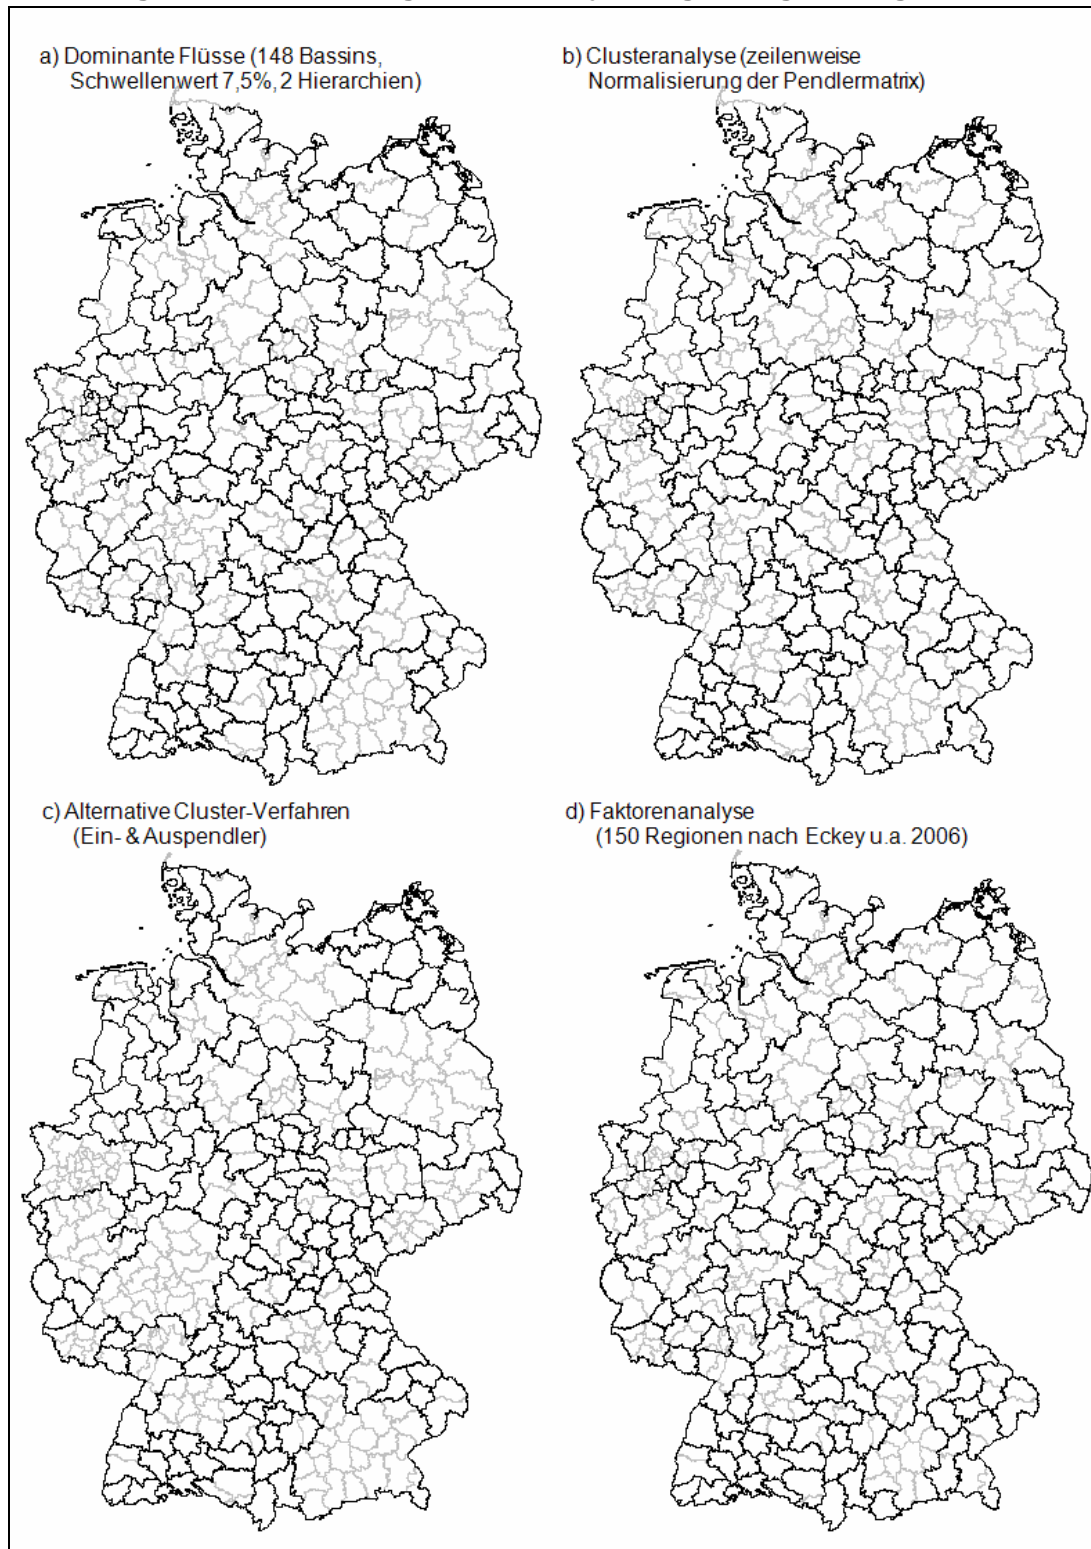 a) Dominante Flüsse (148 Bassins,
Schwellenwert 7,5%, 2 Hierarchien)
b) Clusteranalyse (zeilenweise
Normalisierung der Pendlermatrix)
c) Alternative Cluster-Verfahren
(Ein- & Auspendler)
d) Faktorenanalyse
(150 Regionen nach Eckey u.a. 2006)